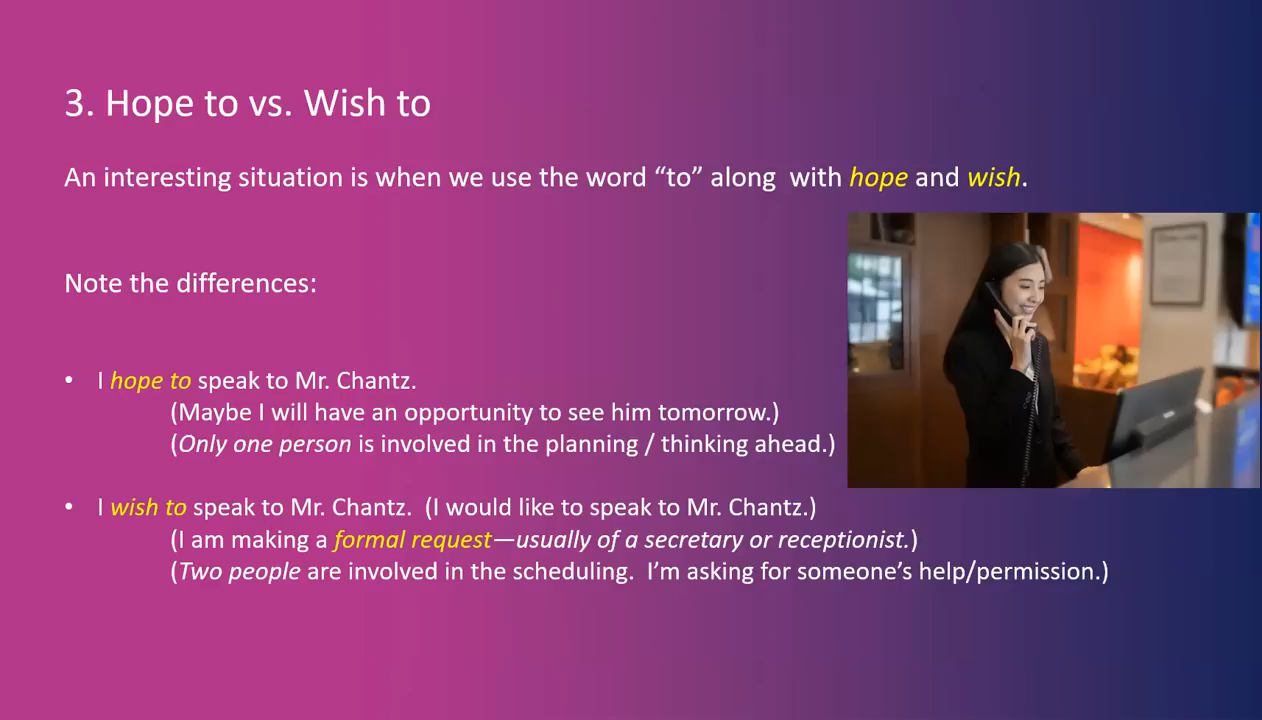 3. Hope to vs. Wish to
An interesting situation is when we use the word “to” along with hope and wish.
Note the differences:
• I hope to speak to Mr. Chantz.
(Maybe I will have an opportunity to see him tomorrow.)
(Only one person is involved in the planning / thinking ahead.)
• I wish to speak to Mr. Chantz. (I would like to speak to Mr. Chantz.)
(I am making a formal request—usually of a secretary or receptionist.)
(Two people are involved in the scheduling. I’m asking for someone’s help/permission.)